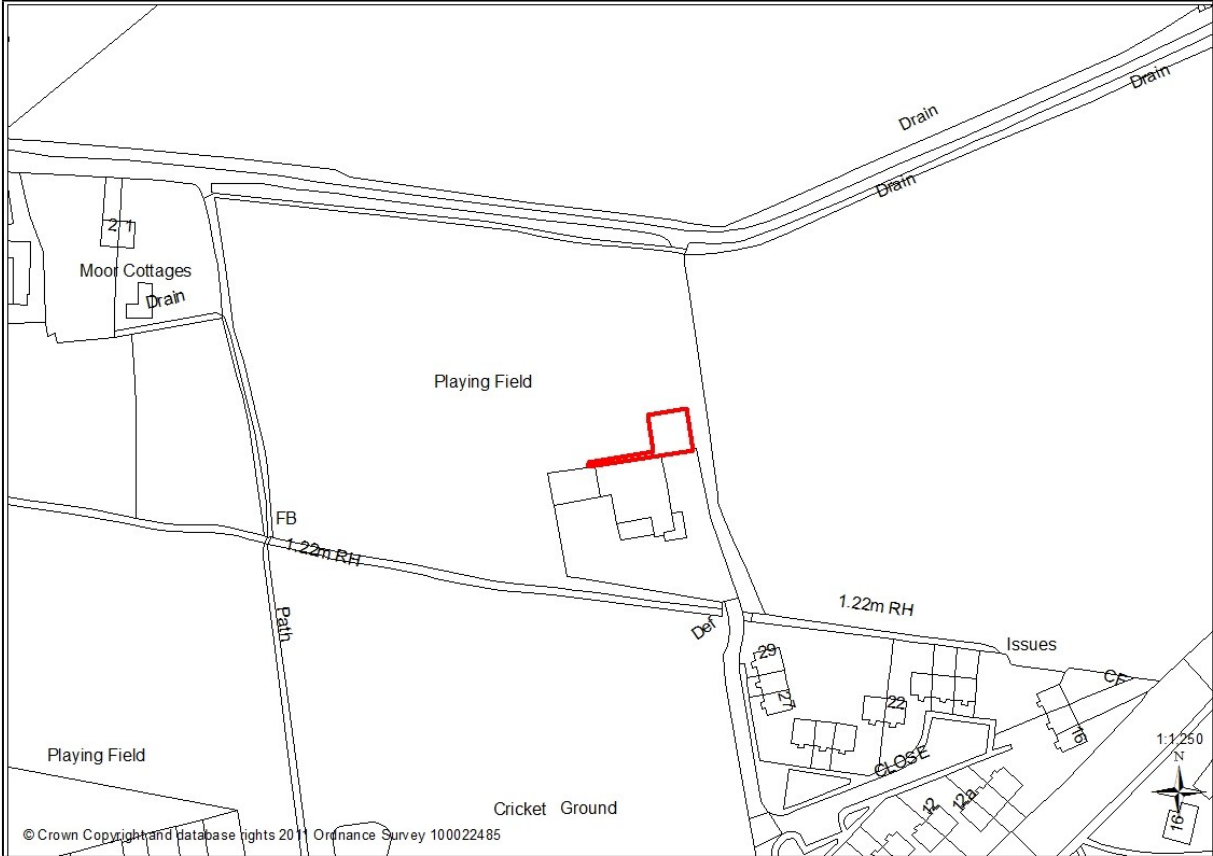 Drain
Drain
Drain
2 1
Moor Cottages
Drain
Playing Field
FB
1.22m RH
Path
1.22m RH
Def
Issues
29
27
22
CF
16
CLOSE
1:1,250
N
Playing Field
Cricket Ground
12
12a
16
© Crown Copyright and database rights 2011 Ordnance Survey 100022485